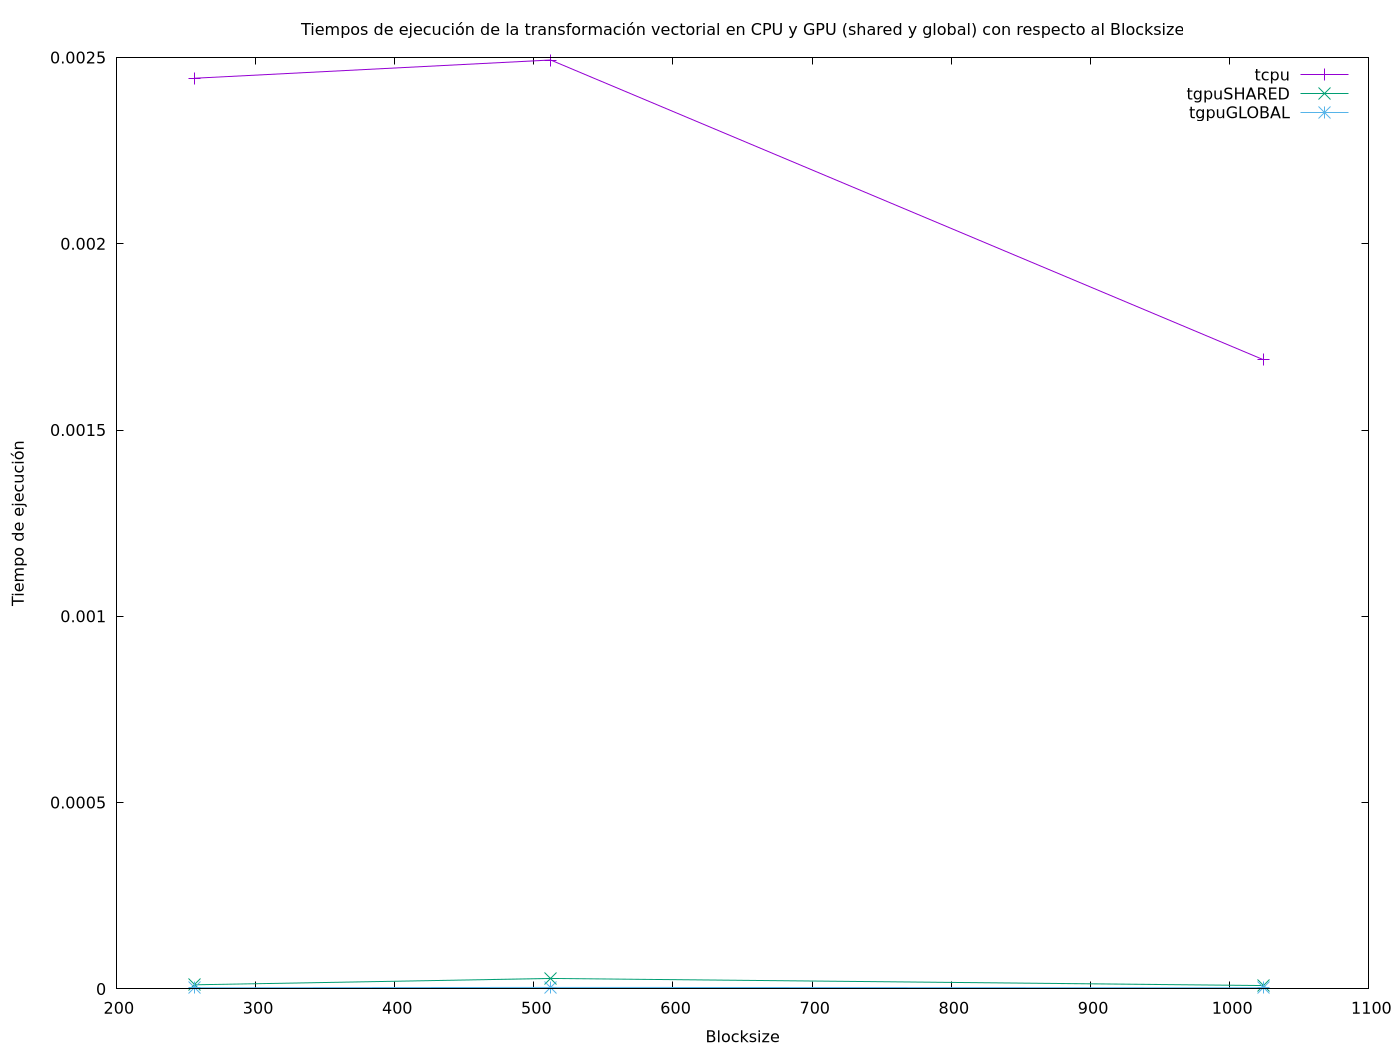 Tiempos de ejecución de la transformación vectorial en CPU y GPU (shared y global) con respecto al Blocksize
tcpu
tgpuSHARED
tgpuGLOBAL
0.0025
0.002
0.0015
0.001
0.0005
0
Tiempo de ejecución
200 300 400 500 600 700 800 900 1000 1100
Blocksize